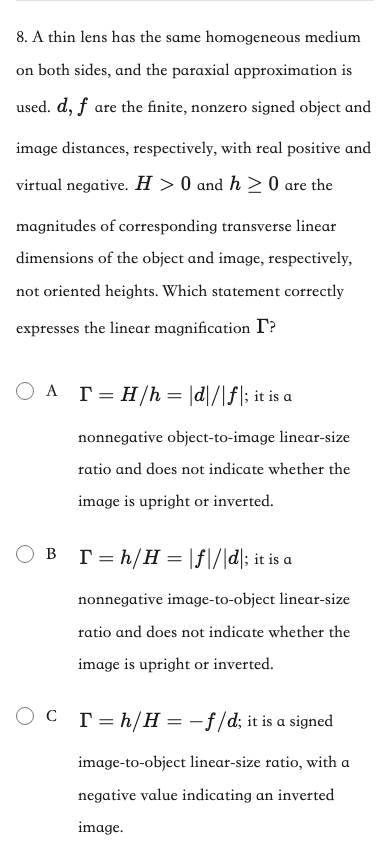 8. A thin lens has the same homogeneous medium
on both sides, and the paraxial approximation is
used. d, f are the finite, nonzero signed object and
image distances, respectively, with real positive and
virtual negative. H > 0 and h ≥ 0 are the
magnitudes of corresponding transverse linear
dimensions of the object and image, respectively,
not oriented heights. Which statement correctly
expresses the linear magnification Γ?
A Γ = H/h = |d|/|f|; it is a
nonnegative object-to-image linear-size
ratio and does not indicate whether the
image is upright or inverted.
B Γ = h/H = |f|/|d|; it is a
nonnegative image-to-object linear-size
ratio and does not indicate whether the
image is upright or inverted.
C Γ = h/H = −f/d; it is a signed
image-to-object linear-size ratio, with a
negative value indicating an inverted
image.